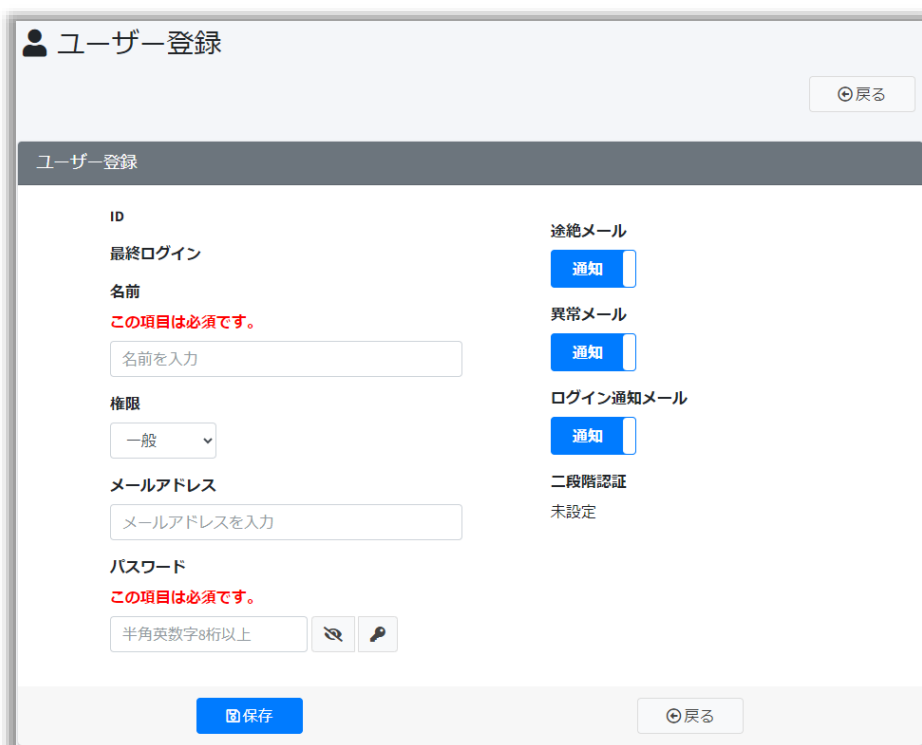 ユーザー登録
戻る
ユーザー登録
ID
最終ログイン
名前
この項目は必須です。
名前を入力
権限
一般
メールアドレス
メールアドレスを入力
パスワード
この項目は必須です。
半角英数字8桁以上
途絶メール
通知
異常メール
通知
ログイン通知メール
通知
二段階認証
未設定
保存
戻る